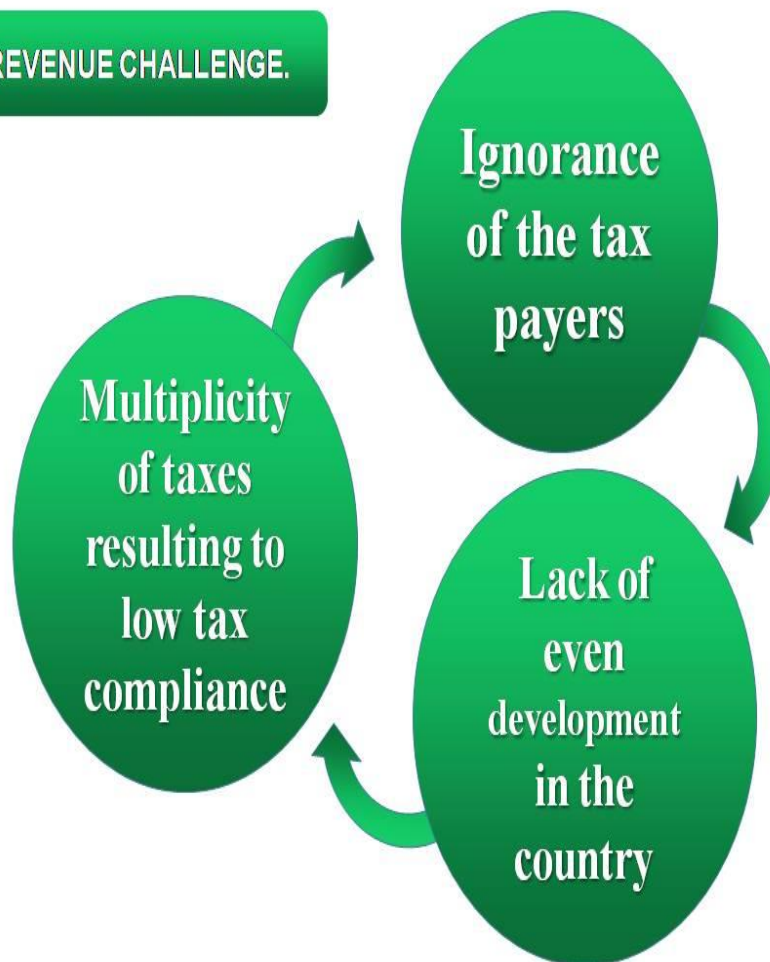 REVENUE CHALLENGE.
Ignorance
of the tax
payers
Multiplicity
of taxes
resulting to
low tax
compliance
Lack of
even
development
in the
country